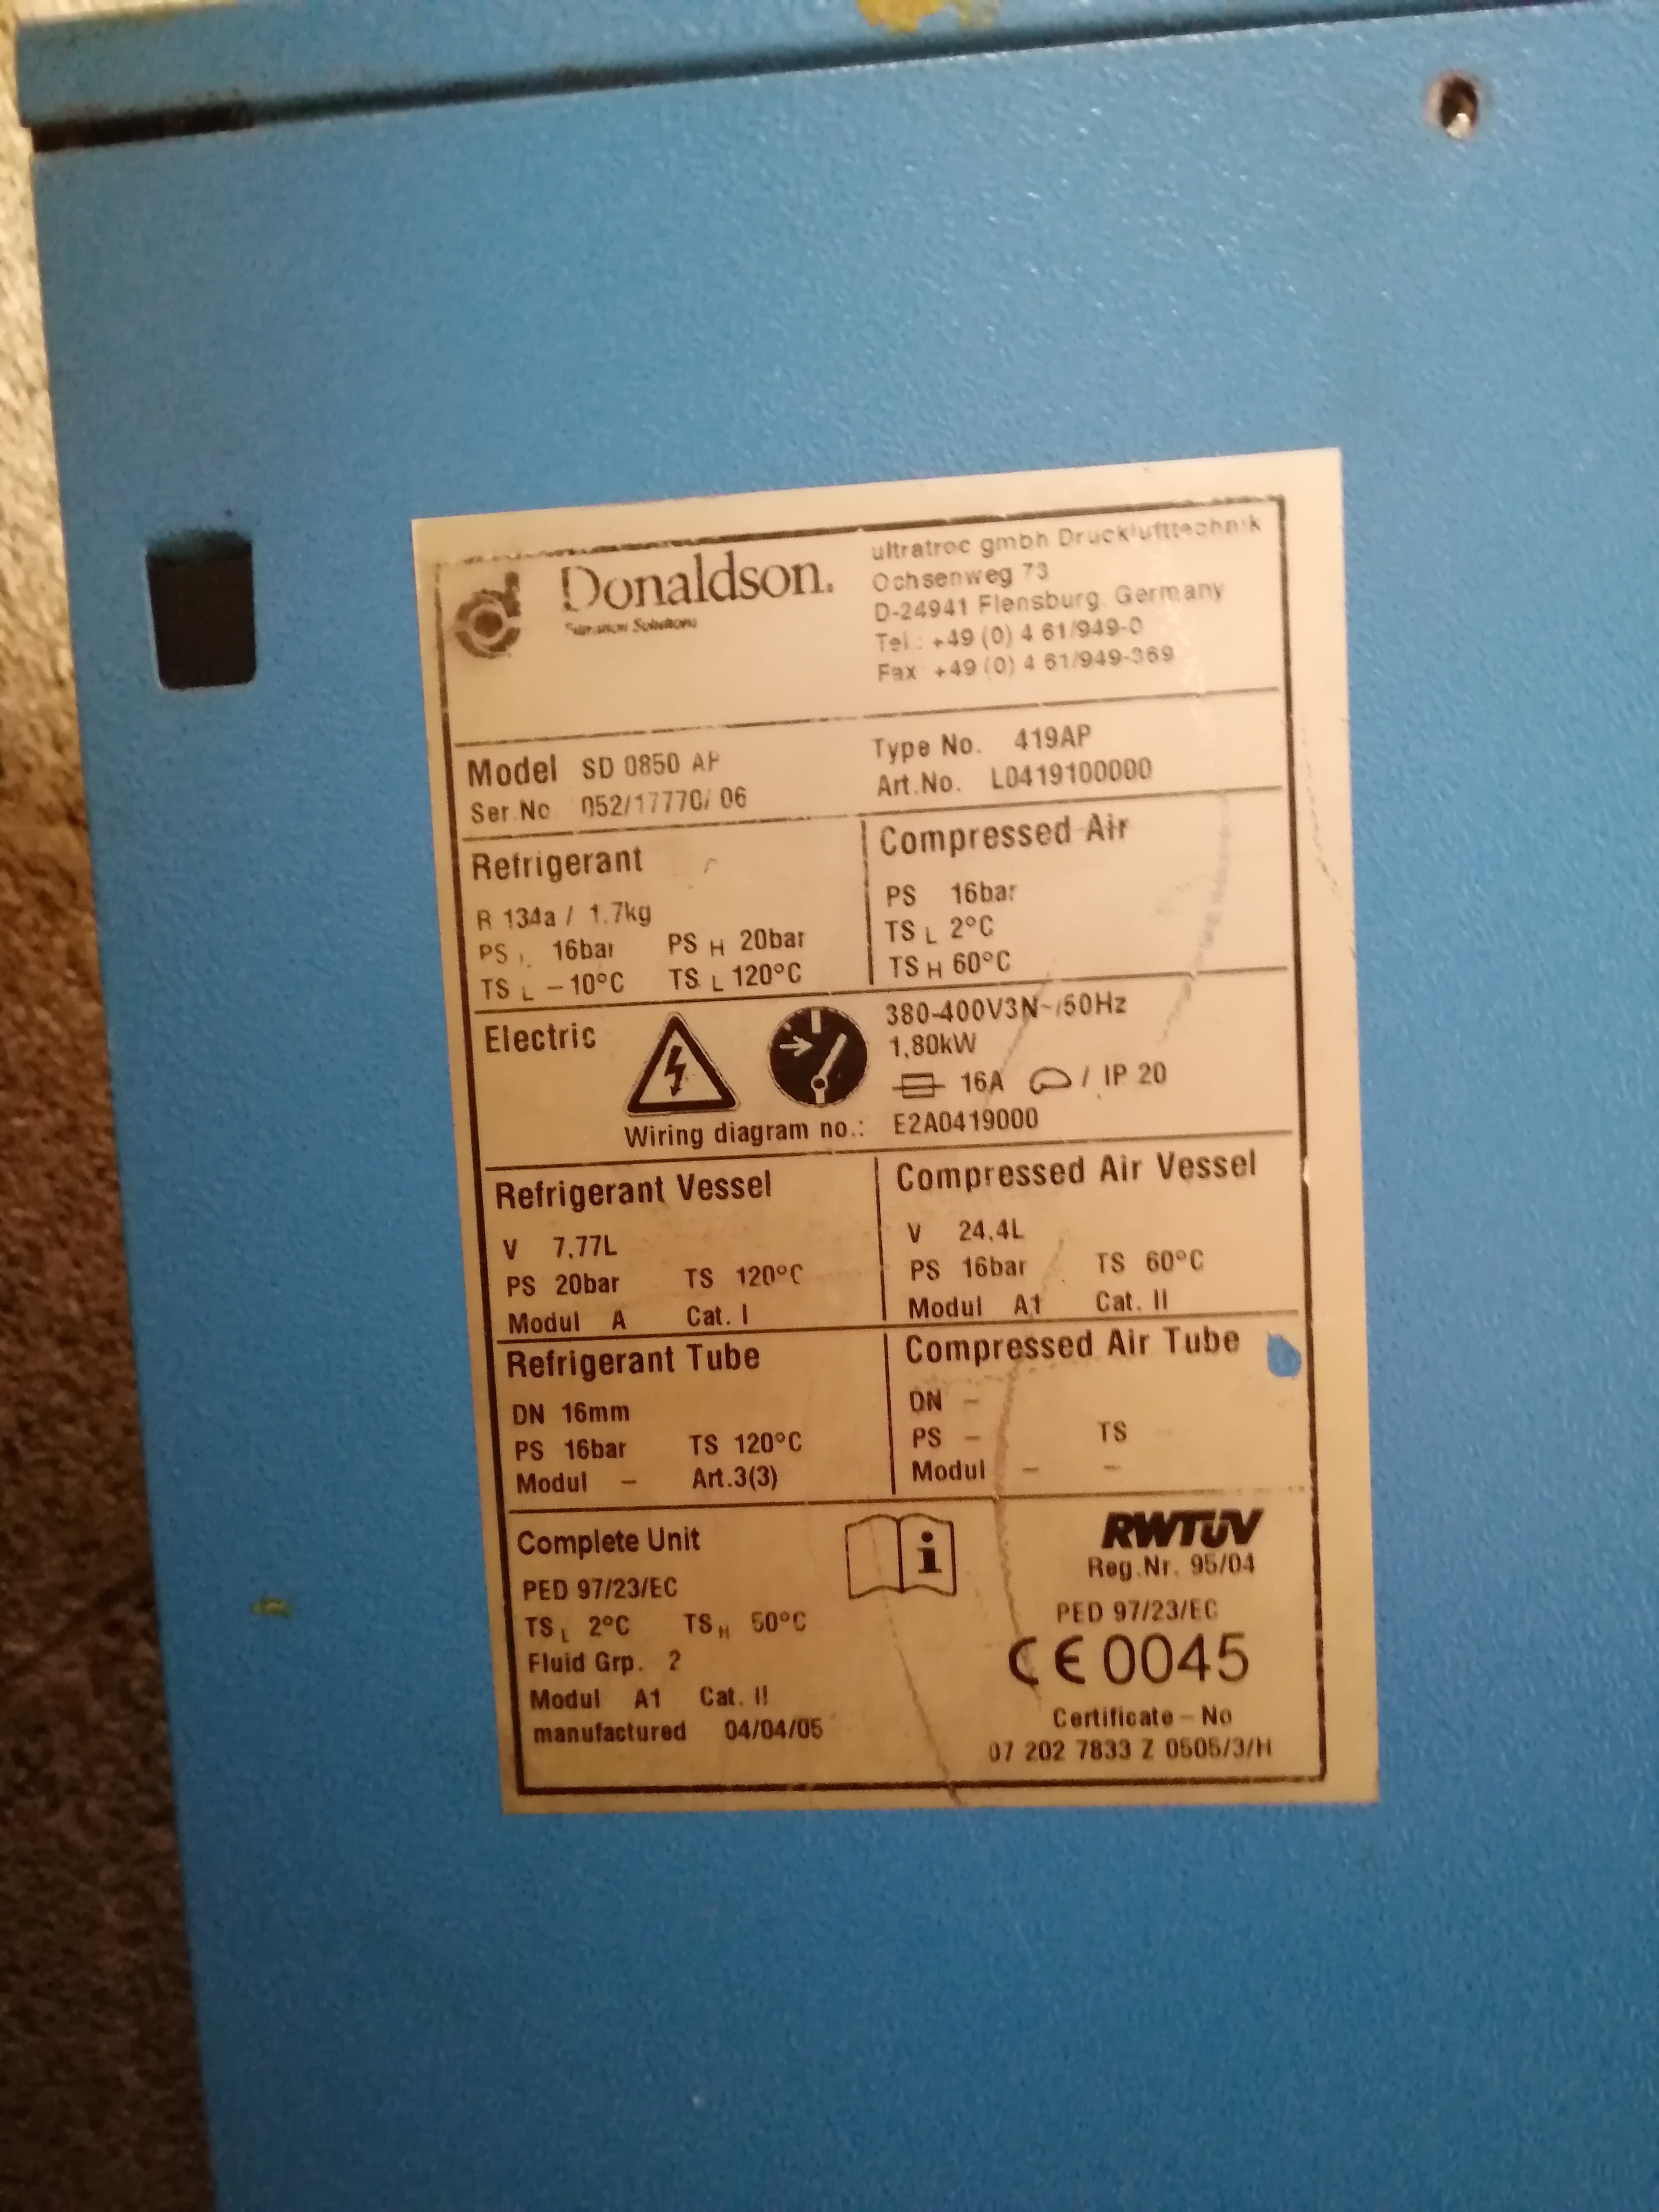 Donaldson.
Filtration Solutions
ultratroc gmbh Drucklufttechnik
Ochsenweg 73
D-24941 Flensburg, Germany
Tel.: +49 (0) 4 61/949-0
Fax: +49 (0) 4 61/949-369
Model SD 0850 AP
Type No. 419AP
Ser.No. 052/17770/ 06
Art.No. L0419100000
Refrigerant
R 134a / 1.7kg
PS L 16bar PS H 20bar
TS L -10°C TS L 120°C
Compressed Air
PS 16bar
TS L 2°C
TS H 60°C
Electric
380-400V3N~/50Hz
1,80kW
16A / IP 20
Wiring diagram no.: E2A0419000
Refrigerant Vessel
V 7,77L
PS 20bar TS 120°C
Modul A Cat. I
Compressed Air Vessel
V 24,4L
PS 16bar TS 60°C
Modul A1 Cat. II
Refrigerant Tube
DN 16mm
PS 16bar TS 120°C
Modul - Art.3(3)
Compressed Air Tube
DN -
PS - TS -
Modul - -
Complete Unit
PED 97/23/EC
TS L 2°C TS H 60°C
Fluid Grp. 2
Modul A1 Cat. II
manufactured 04/04/05
i
RWTÜV
Reg.Nr. 95/04
PED 97/23/EC
CE 0045
Certificate - No
07 202 7833 Z 0505/3/H